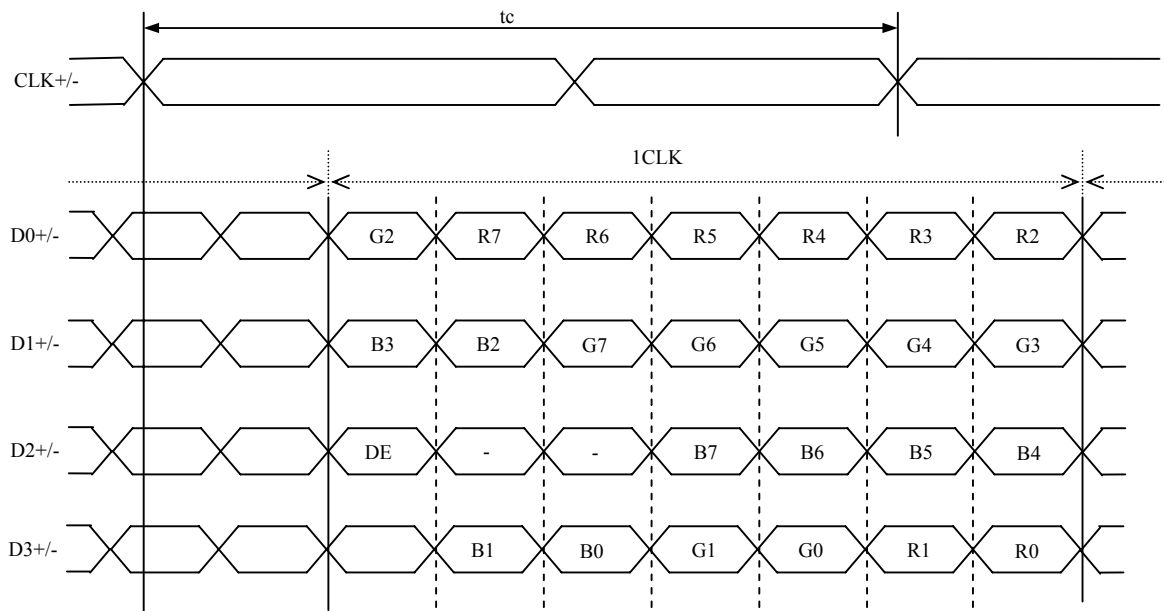 tc
CLK+/-
1CLK
D0+/- G2 R7 R6 R5 R4 R3 R2
D1+/- B3 B2 G7 G6 G5 G4 G3
D2+/- DE - - B7 B6 B5 B4
D3+/- B1 B0 G1 G0 R1 R0